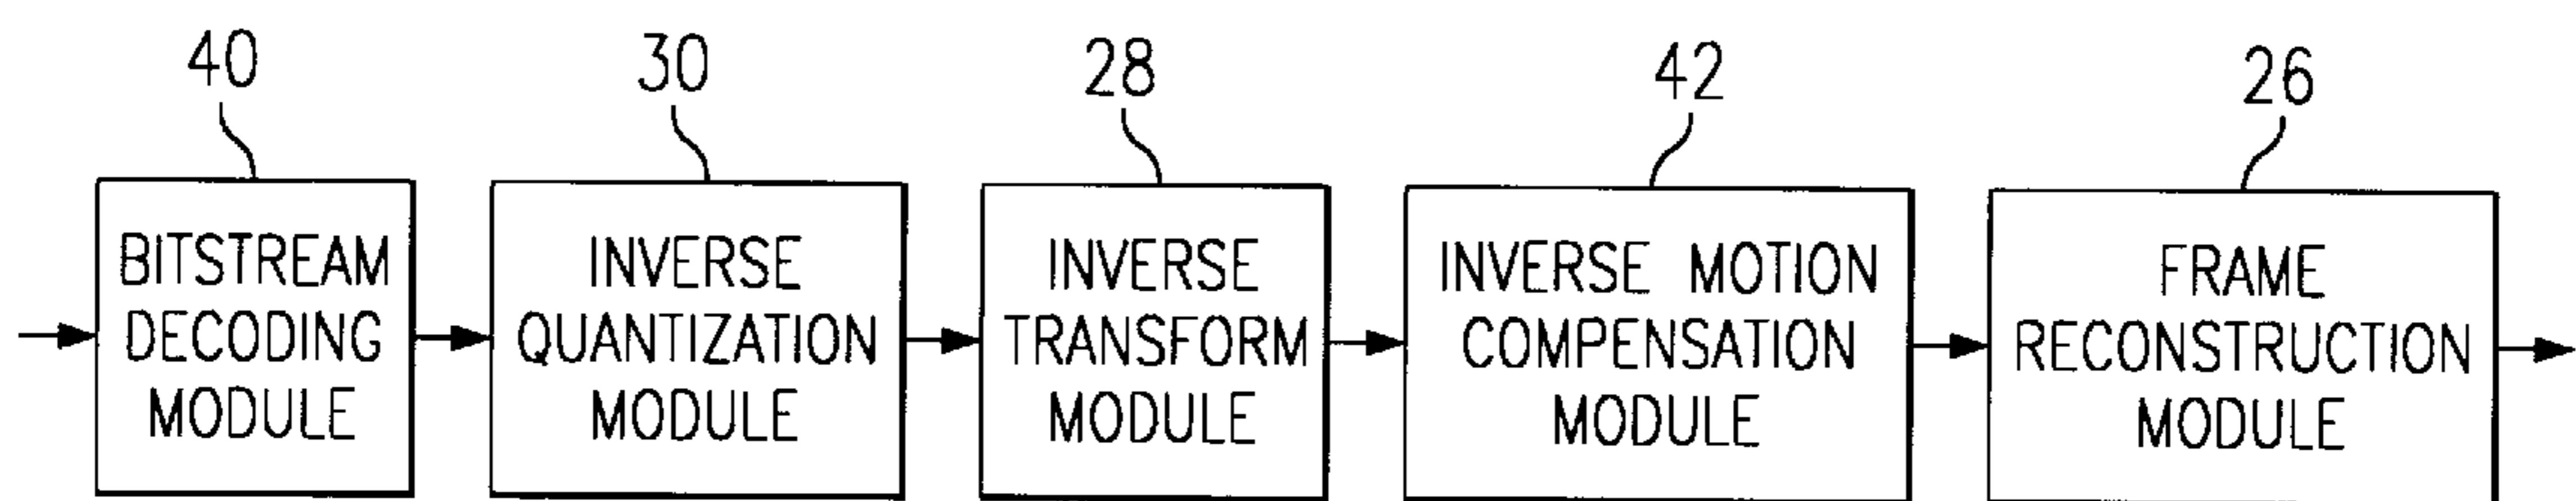 40
30
28
42
26
BITSTREAM
DECODING
MODULE
INVERSE
QUANTIZATION
MODULE
INVERSE
TRANSFORM
MODULE
INVERSE MOTION
COMPENSATION
MODULE
FRAME
RECONSTRUCTION
MODULE